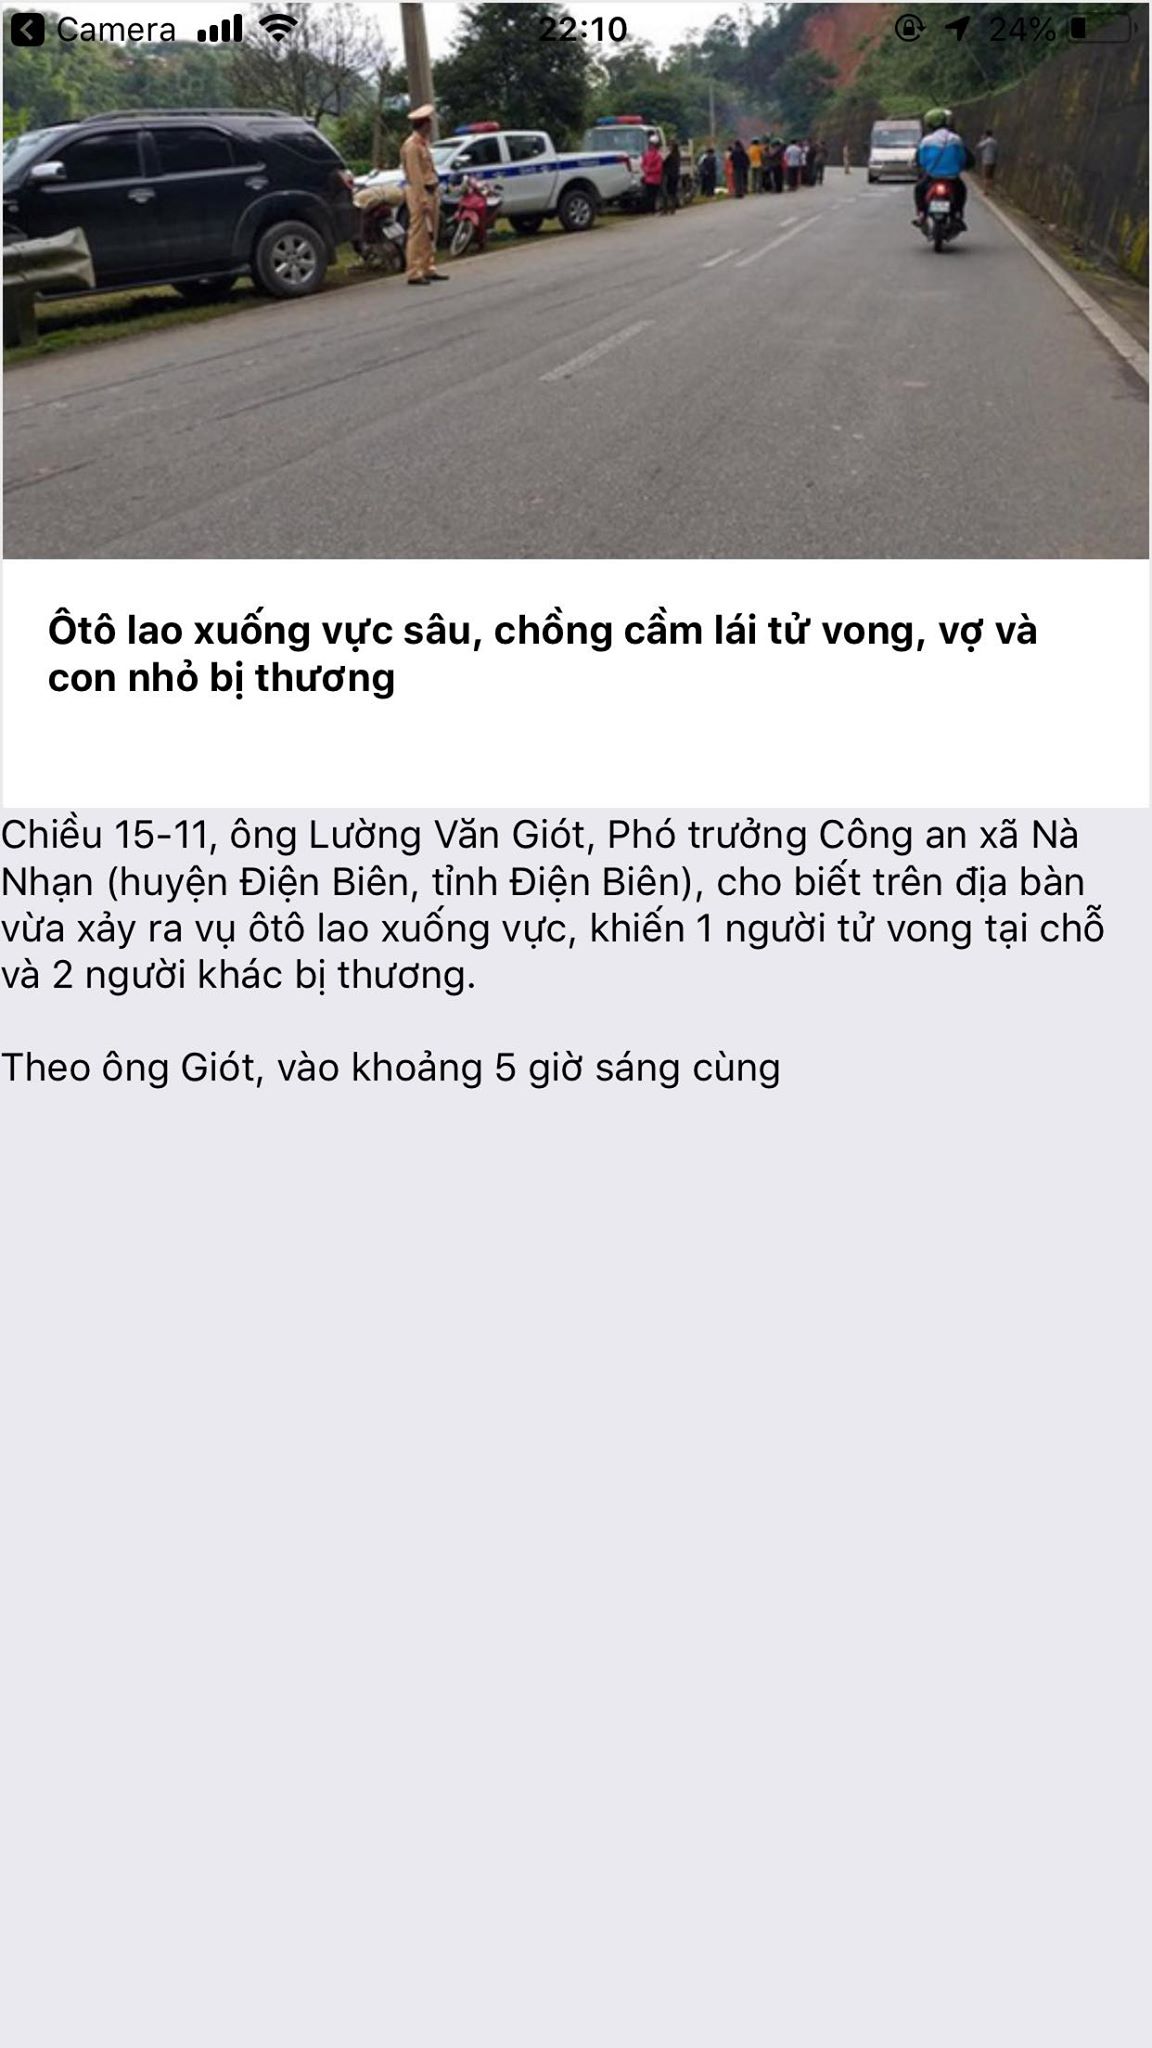 Camera
22:10
24%
Ôtô lao xuống vực sâu, chồng cầm lái tử vong, vợ và
con nhỏ bị thương
Chiều 15-11, ông Lường Văn Giót, Phó trưởng Công an xã Nà
Nhạn (huyện Điện Biên, tỉnh Điện Biên), cho biết trên địa bàn
vừa xảy ra vụ ôtô lao xuống vực, khiến 1 người tử vong tại chỗ
và 2 người khác bị thương.
Theo ông Giót, vào khoảng 5 giờ sáng cùng